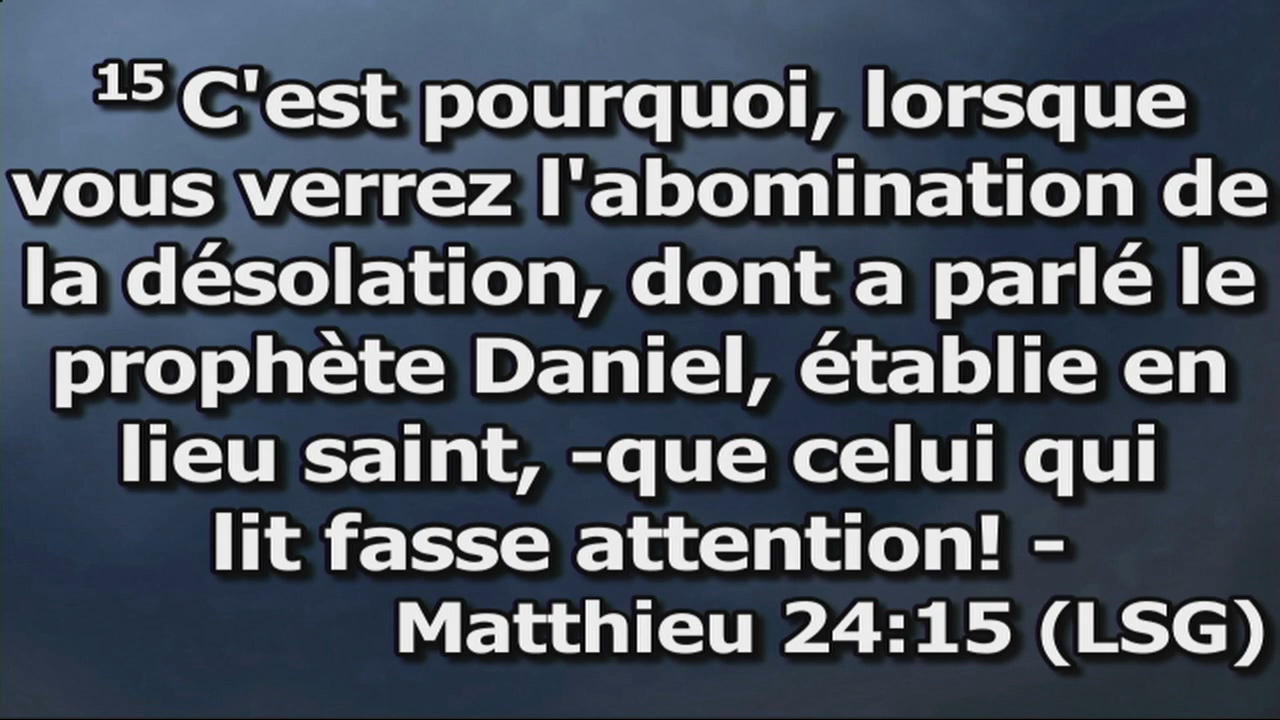 15 C'est pourquoi, lorsque
vous verrez l'abomination de
la désolation, dont a parlé le
prophète Daniel, établie en
lieu saint, -que celui qui
lit fasse attention! -
Matthieu 24:15 (LSG)